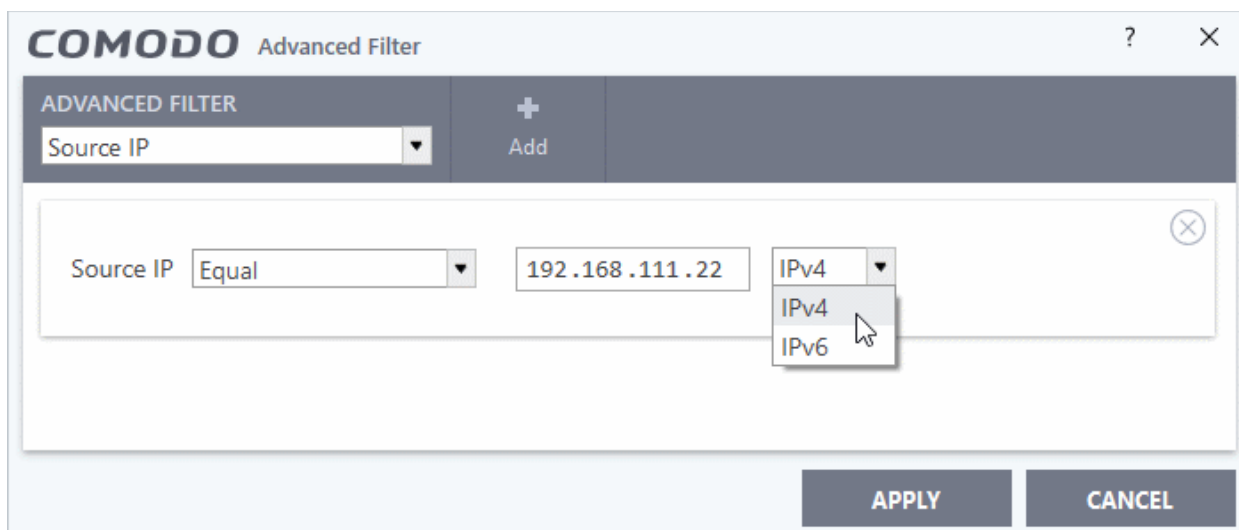 COMODO Advanced Filter ?
ADVANCED FILTER
Source IP
Add
Source IP Equal 192.168.111.22 IPv4
IPv4
IPv6
APPLY CANCEL